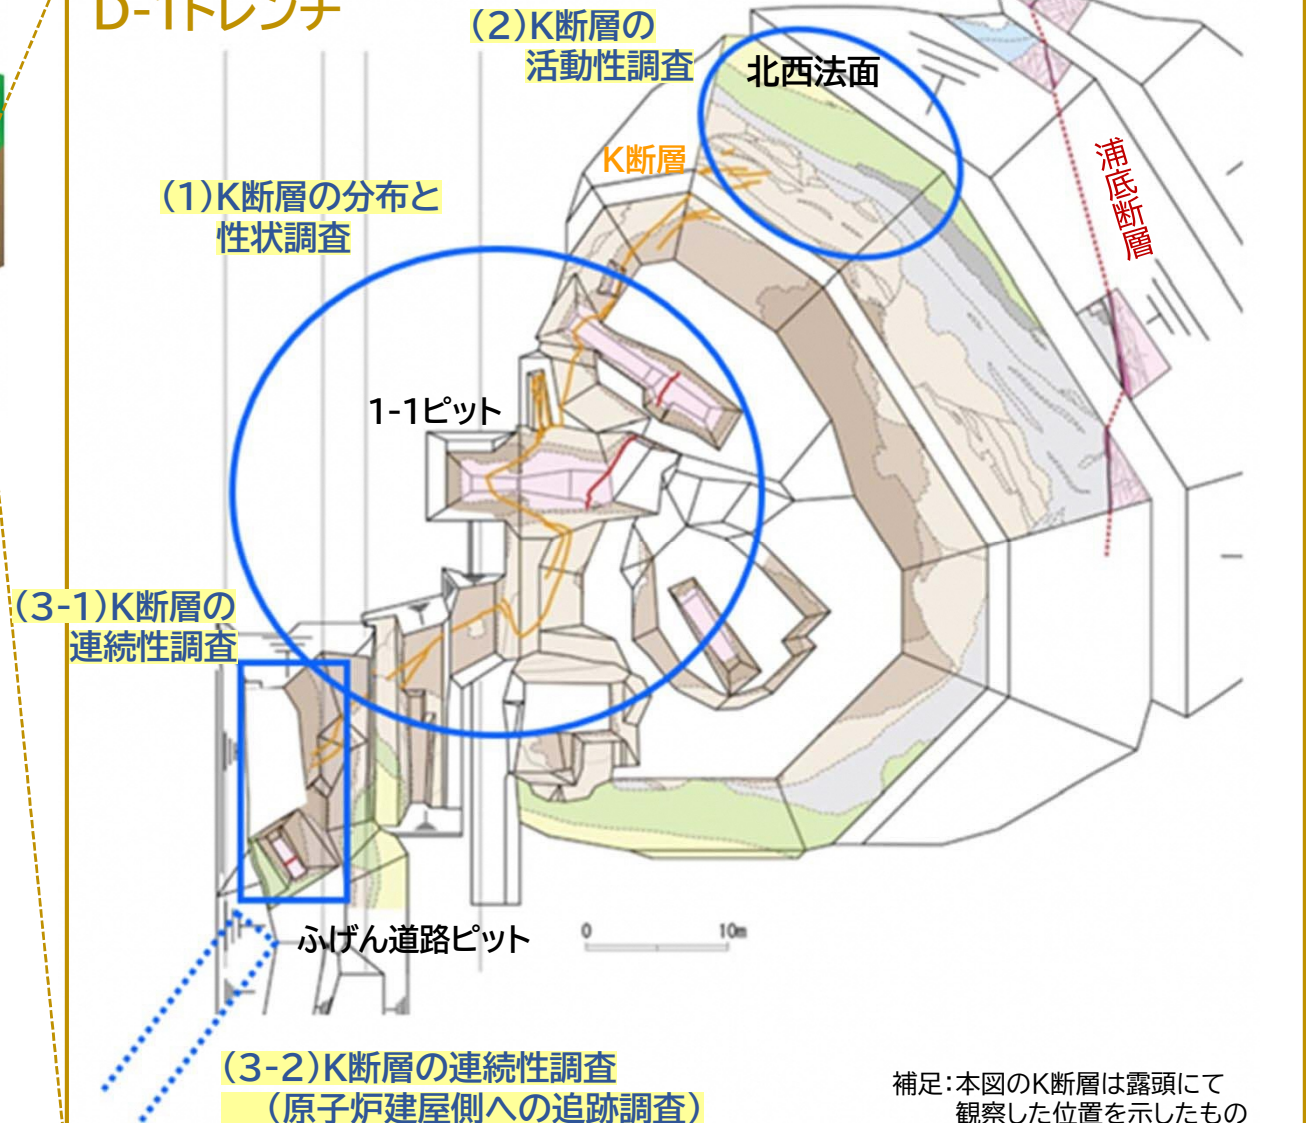 D-1トレンチ
(2)K断層の
活動性調査
北西法面
K断層
浦底断層
(1)K断層の分布と
性状調査
1-1ピット
(3-1)K断層の
連続性調査
ふげん道路ピット
0 10m
(3-2)K断層の連続性調査
(原子炉建屋側への追跡調査)
補足:本図のK断層は露頭にて
観察した位置を示したもの